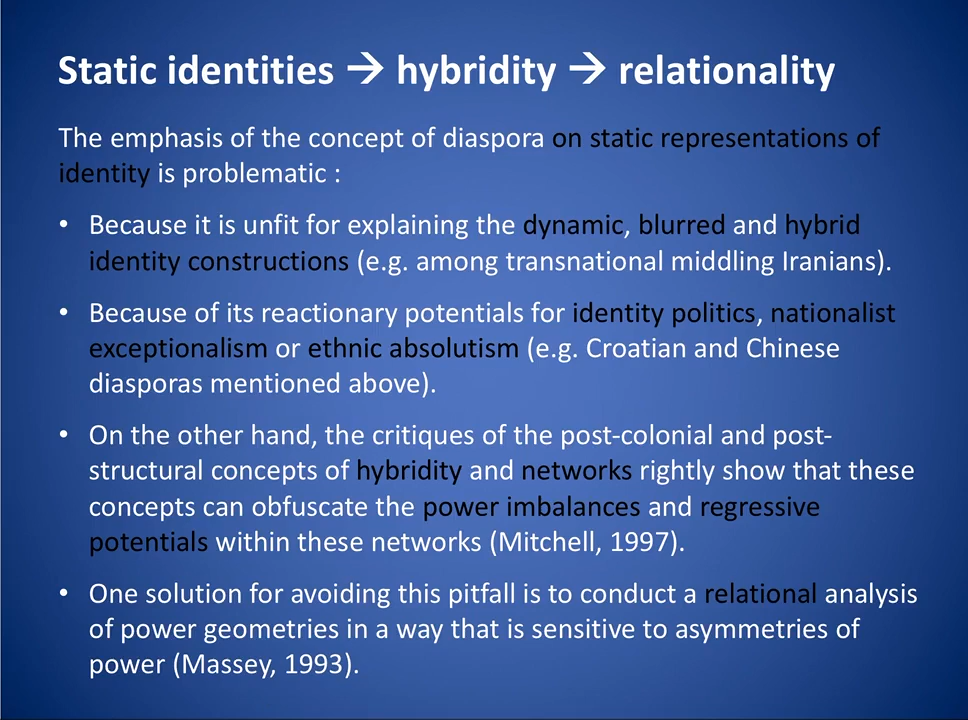 Static identities → hybridity → relationality
The emphasis of the concept of diaspora on static representations of
identity is problematic :
• Because it is unfit for explaining the dynamic, blurred and hybrid
identity constructions (e.g. among transnational middling Iranians).
• Because of its reactionary potentials for identity politics, nationalist
exceptionalism or ethnic absolutism (e.g. Croatian and Chinese
diasporas mentioned above).
• On the other hand, the critiques of the post-colonial and post-
structural concepts of hybridity and networks rightly show that these
concepts can obfuscate the power imbalances and regressive
potentials within these networks (Mitchell, 1997).
• One solution for avoiding this pitfall is to conduct a relational analysis
of power geometries in a way that is sensitive to asymmetries of
power (Massey, 1993).